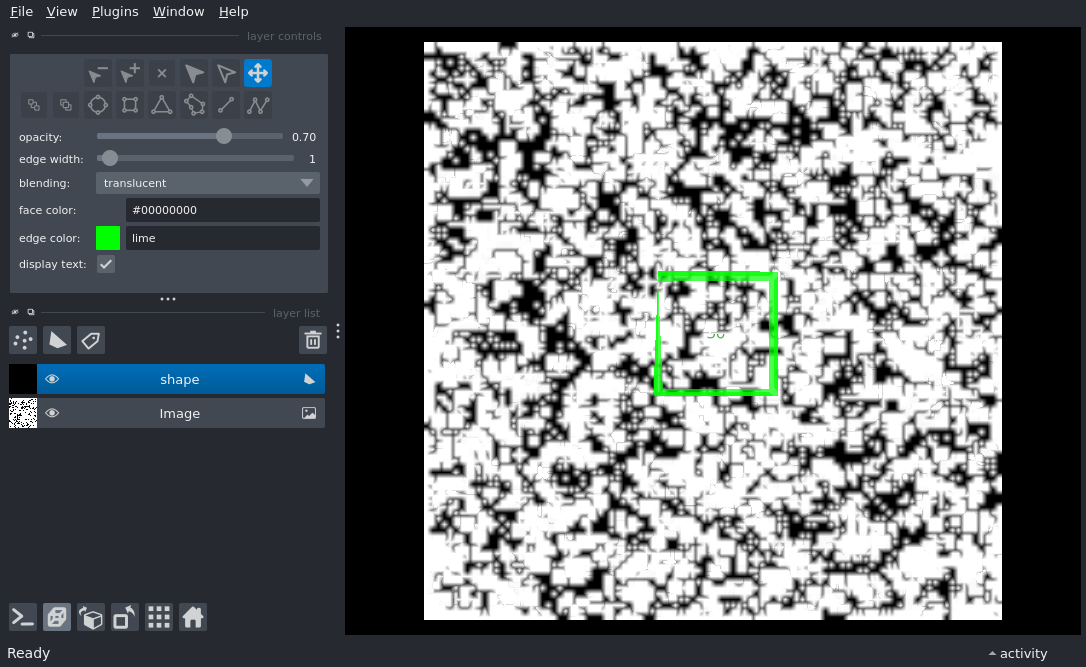 File View Plugins Window Help
layer controls
opacity: 0.70
edge width: 1
blending: translucent
face color: #00000000
edge color: lime
display text:
layer list
shape
Image
Ready
activity